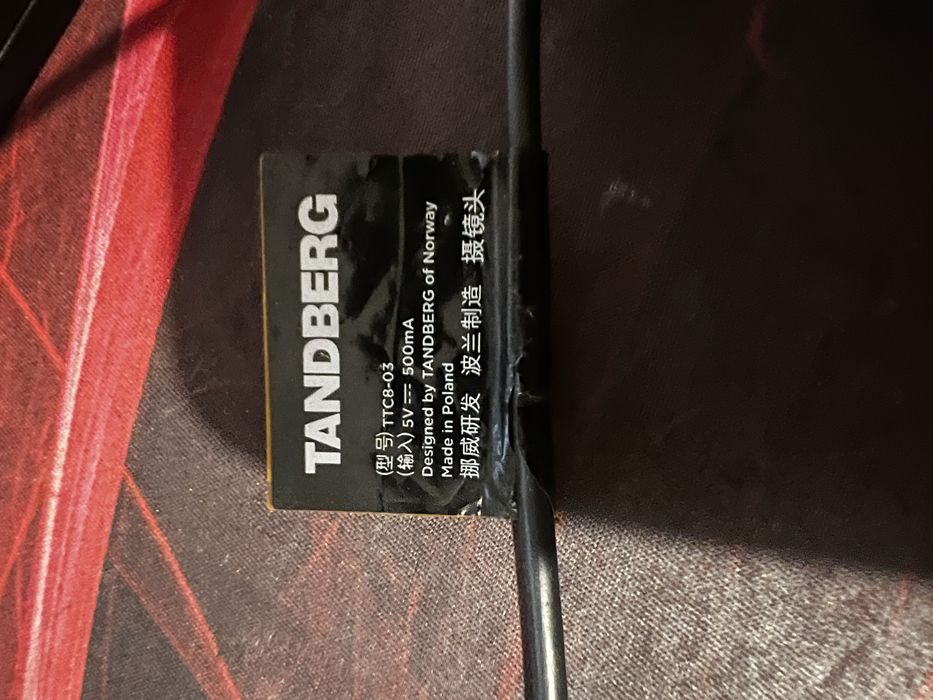 TANDBERG
(型号) TTC8-03
(输入) 5V ⎓ 500mA
Designed by TANDBERG of Norway
Made in Poland
挪威研发 波兰制造 摄镜头